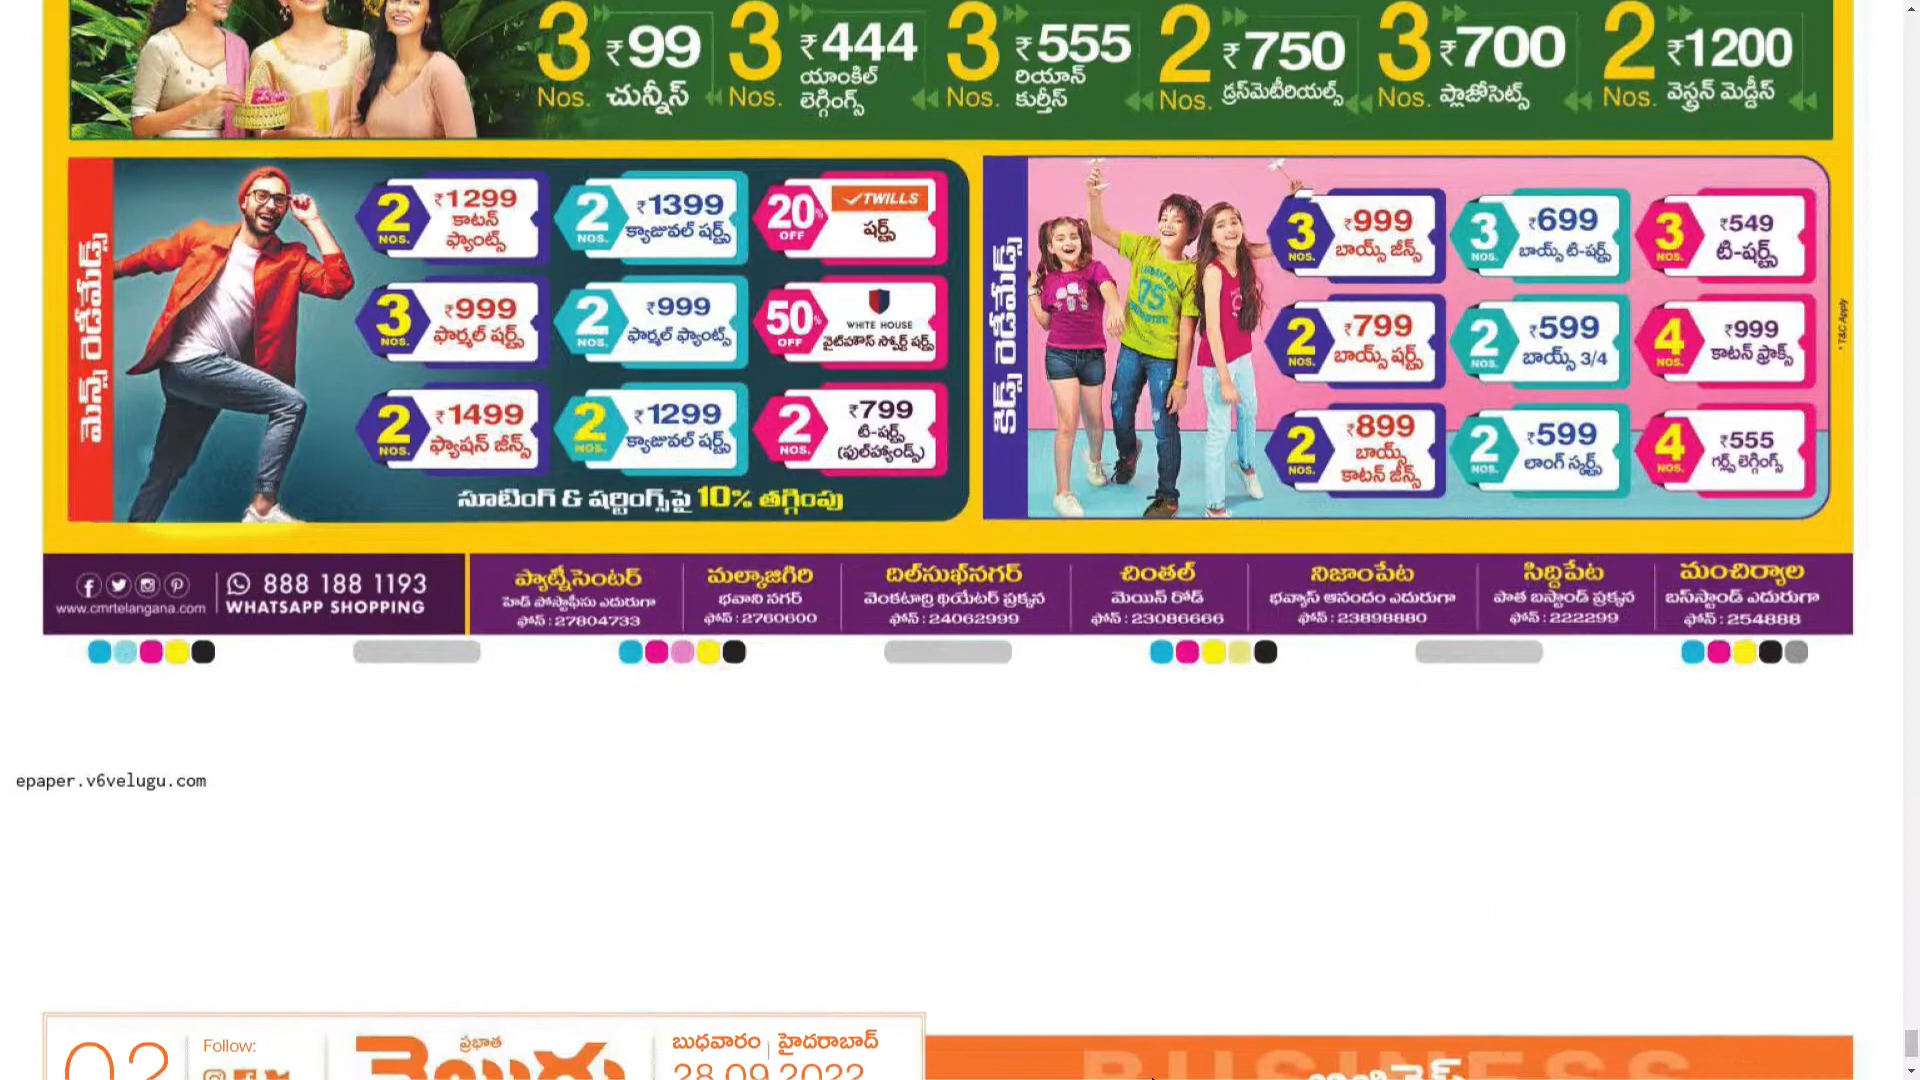 3 Nos. ₹99 చున్నీస్
3 Nos. ₹444 యాంకిల్ లెగ్గింగ్స్
3 Nos. ₹555 రియాన్ కుర్తీస్
2 Nos. ₹750 డ్రస్‌మెటీరియల్స్
3 Nos. ₹700 ప్లాజోసెట్స్
2 Nos. ₹1200 వెస్ట్రన్ మెడ్డీస్
మెన్స్ రెడీమేడ్స్
2 NOS. ₹1299 కాటన్ ఫ్యాంట్స్
2 NOS. ₹1399 క్యాజువల్ షర్ట్స్
20% OFF TWILLS షర్ట్స్
3 NOS. ₹999 ఫార్మల్ షర్ట్స్
2 NOS. ₹999 ఫార్మల్ ఫ్యాంట్స్
50% OFF WHITE HOUSE వైట్‌హౌస్ స్పోర్ట్ షర్ట్స్
2 NOS. ₹1499 ఫ్యాషన్ జీన్స్
2 NOS. ₹1299 క్యాజువల్ షర్ట్స్
2 NOS. ₹799 టి-షర్ట్స్ (ఫుల్‌హ్యాండ్స్)
సూటింగ్ & షర్టింగ్స్‌పై 10% తగ్గింపు
కిడ్స్ రెడీమేడ్స్
3 NOS. ₹999 బాయ్స్ జీన్స్
3 NOS. ₹699 బాయ్స్ టి-షర్ట్స్
3 NOS. ₹549 టి-షర్ట్స్
2 NOS. ₹799 బాయ్స్ షర్ట్స్
2 NOS. ₹599 బాయ్స్ 3/4
4 NOS. ₹999 కాటన్ ఫ్రాక్స్
2 NOS. ₹899 బాయ్స్ కాటన్ జీన్స్
2 NOS. ₹599 లాంగ్ స్కర్ట్స్
4 NOS. ₹555 గర్ల్స్ లెగ్గింగ్స్
* T&C Apply
www.cmrtelangana.com
888 188 1193
WHATSAPP SHOPPING
ప్యాట్నీసెంటర్
హెడ్ పోస్టాఫీసు ఎదురుగా
ఫోన్ : 27804733
మల్కాజిగిరి
భవాని నగర్
ఫోన్ : 2760600
దిల్‌సుఖ్‌నగర్
వెంకటాద్రి థియేటర్ ప్రక్కన
ఫోన్ : 24062999
చింతల్
మెయిన్ రోడ్
ఫోన్ : 23086666
నిజాంపేట
భవ్యాస్ ఆనందం ఎదురుగా
ఫోన్ : 23898880
సిద్దిపేట
పాత బస్టాండ్ ప్రక్కన
ఫోన్ : 222299
మంచిర్యాల
బస్‌స్టాండ్ ఎదురుగా
ఫోన్ : 254888
epaper.v6velugu.com
02
Follow:
ప్రభాత
వెలుగు
బుధవారం | హైదరాబాద్
28.09.2022
BUSINESS
బిజినెస్